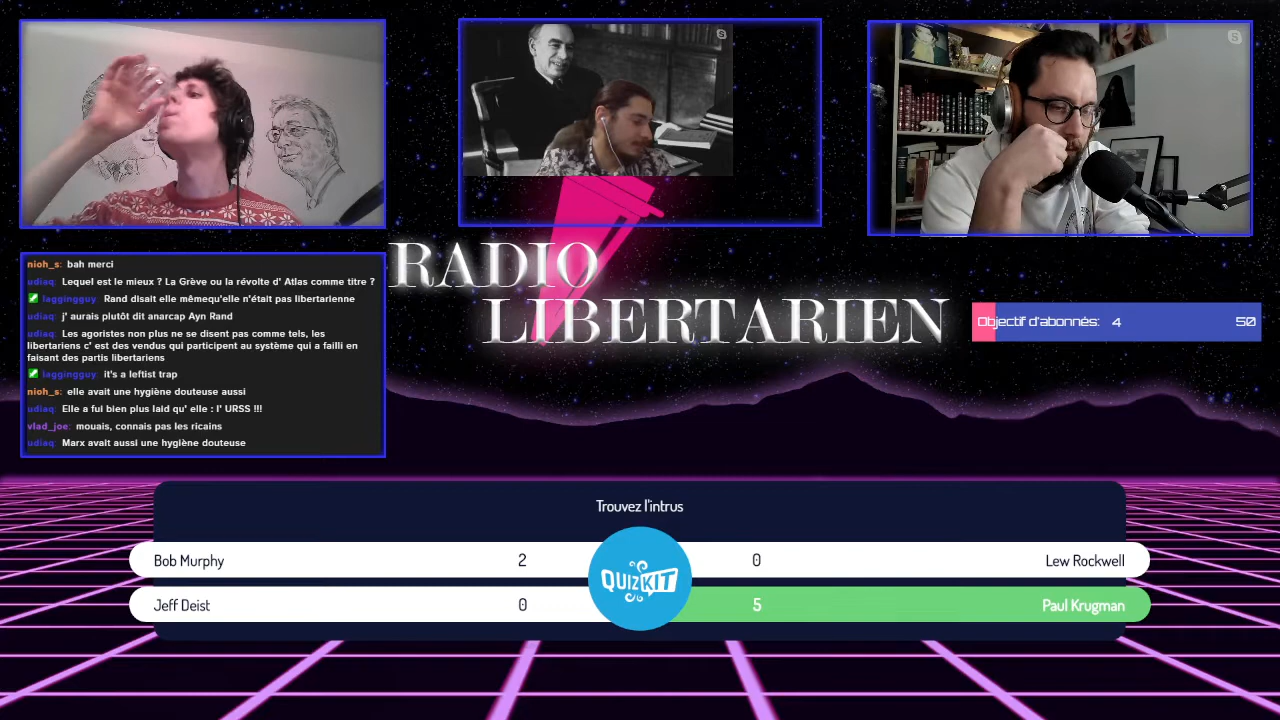 nioh_s: bah merci
udiaq: Lequel est le mieux ? La Grève ou la révolte d' Atlas comme titre ?
laggingguy: Rand disait elle mêmequ'elle n'était pas libertarienne
udiaq: j' aurais plutôt dit anarcap Ayn Rand
udiaq: Les agoristes non plus ne se disent pas comme tels, les
libertariens c' est des vendus qui participent au système qui a failli en
faisant des partis libertariens
laggingguy: it's a leftist trap
nioh_s: elle avait une hygiène douteuse aussi
udiaq: Elle a fui bien plus laid qu' elle : l' URSS !!!
vlad_joe: mouais, connais pas les ricains
udiaq: Marx avait aussi une hygiène douteuse
RADIO
LIBERTARIEN
Objectif d'abonnés: 4 50
Trouvez l'intrus
Bob Murphy 2
0 Lew Rockwell
Jeff Deist 0
5 Paul Krugman
QUIZKIT